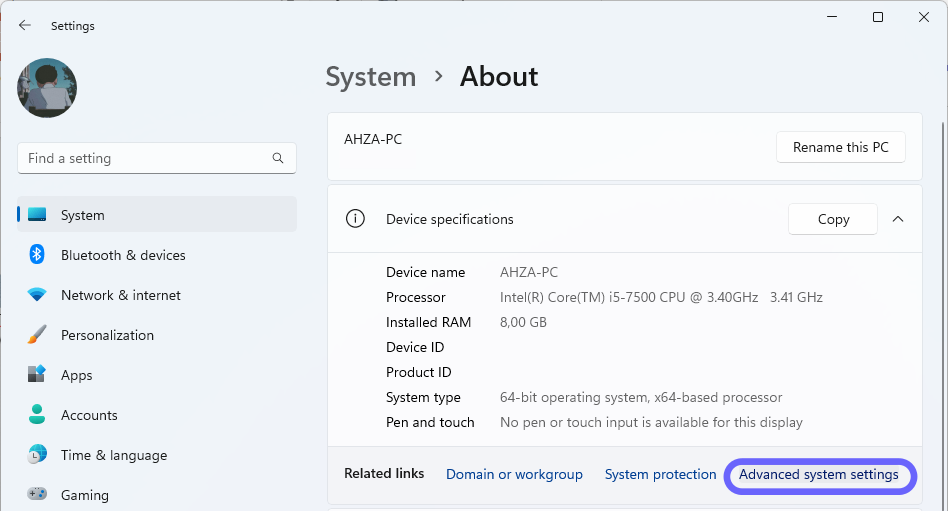 Settings
System > About
Find a setting
System
Bluetooth & devices
Network & internet
Personalization
Apps
Accounts
Time & language
Gaming
AHZA-PC
Rename this PC
Device specifications
Copy
Device name AHZA-PC
Processor Intel(R) Core(TM) i5-7500 CPU @ 3.40GHz 3.41 GHz
Installed RAM 8,00 GB
Device ID
Product ID
System type 64-bit operating system, x64-based processor
Pen and touch No pen or touch input is available for this display
Related links Domain or workgroup System protection Advanced system settings